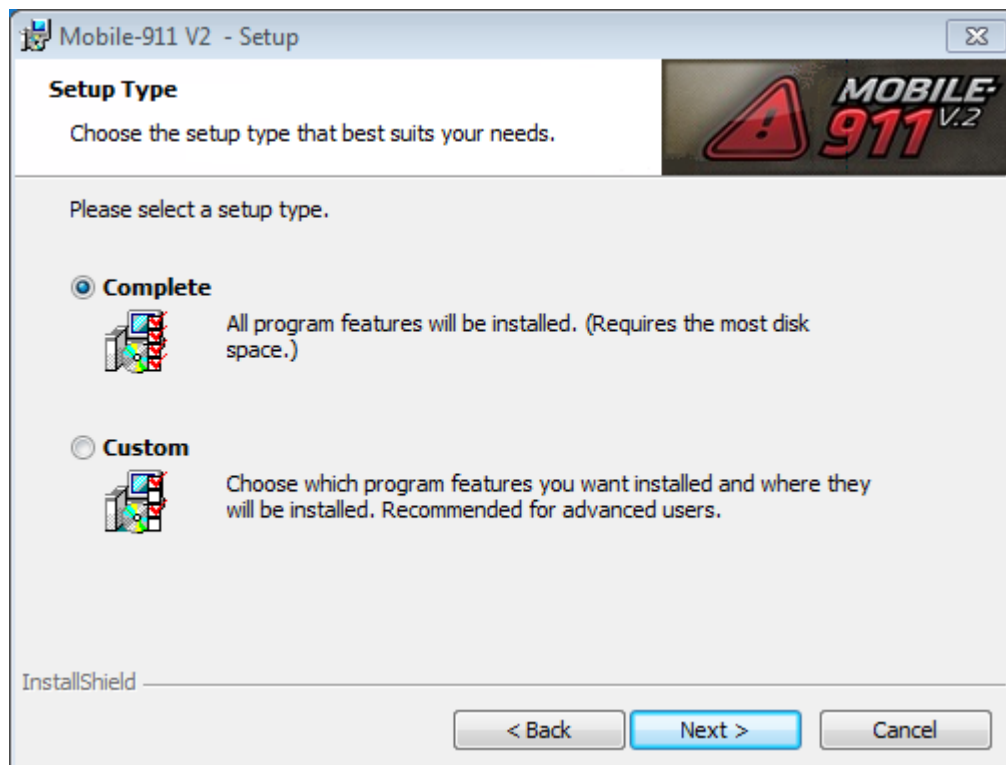 Mobile-911 V2 - Setup
Setup Type
Choose the setup type that best suits your needs.
MOBILE-
911 V.2
Please select a setup type.
Complete
All program features will be installed. (Requires the most disk
space.)
Custom
Choose which program features you want installed and where they
will be installed. Recommended for advanced users.
InstallShield
< Back
Next >
Cancel